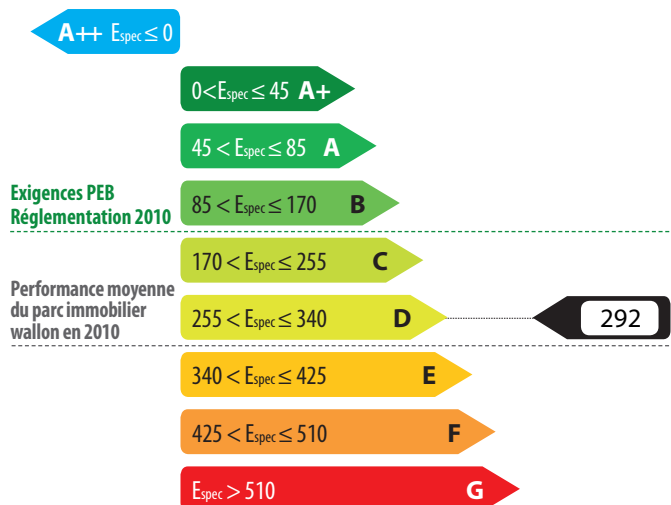 A++ Espec ≤ 0
0<Espec ≤ 45 A+
45 < Espec ≤ 85 A
Exigences PEB
Réglementation 2010
85 < Espec ≤ 170 B
170 < Espec ≤ 255 C
Performance moyenne
du parc immobilier
wallon en 2010
255 < Espec ≤ 340 D
292
340 < Espec ≤ 425 E
425 < Espec ≤ 510 F
Espec > 510 G